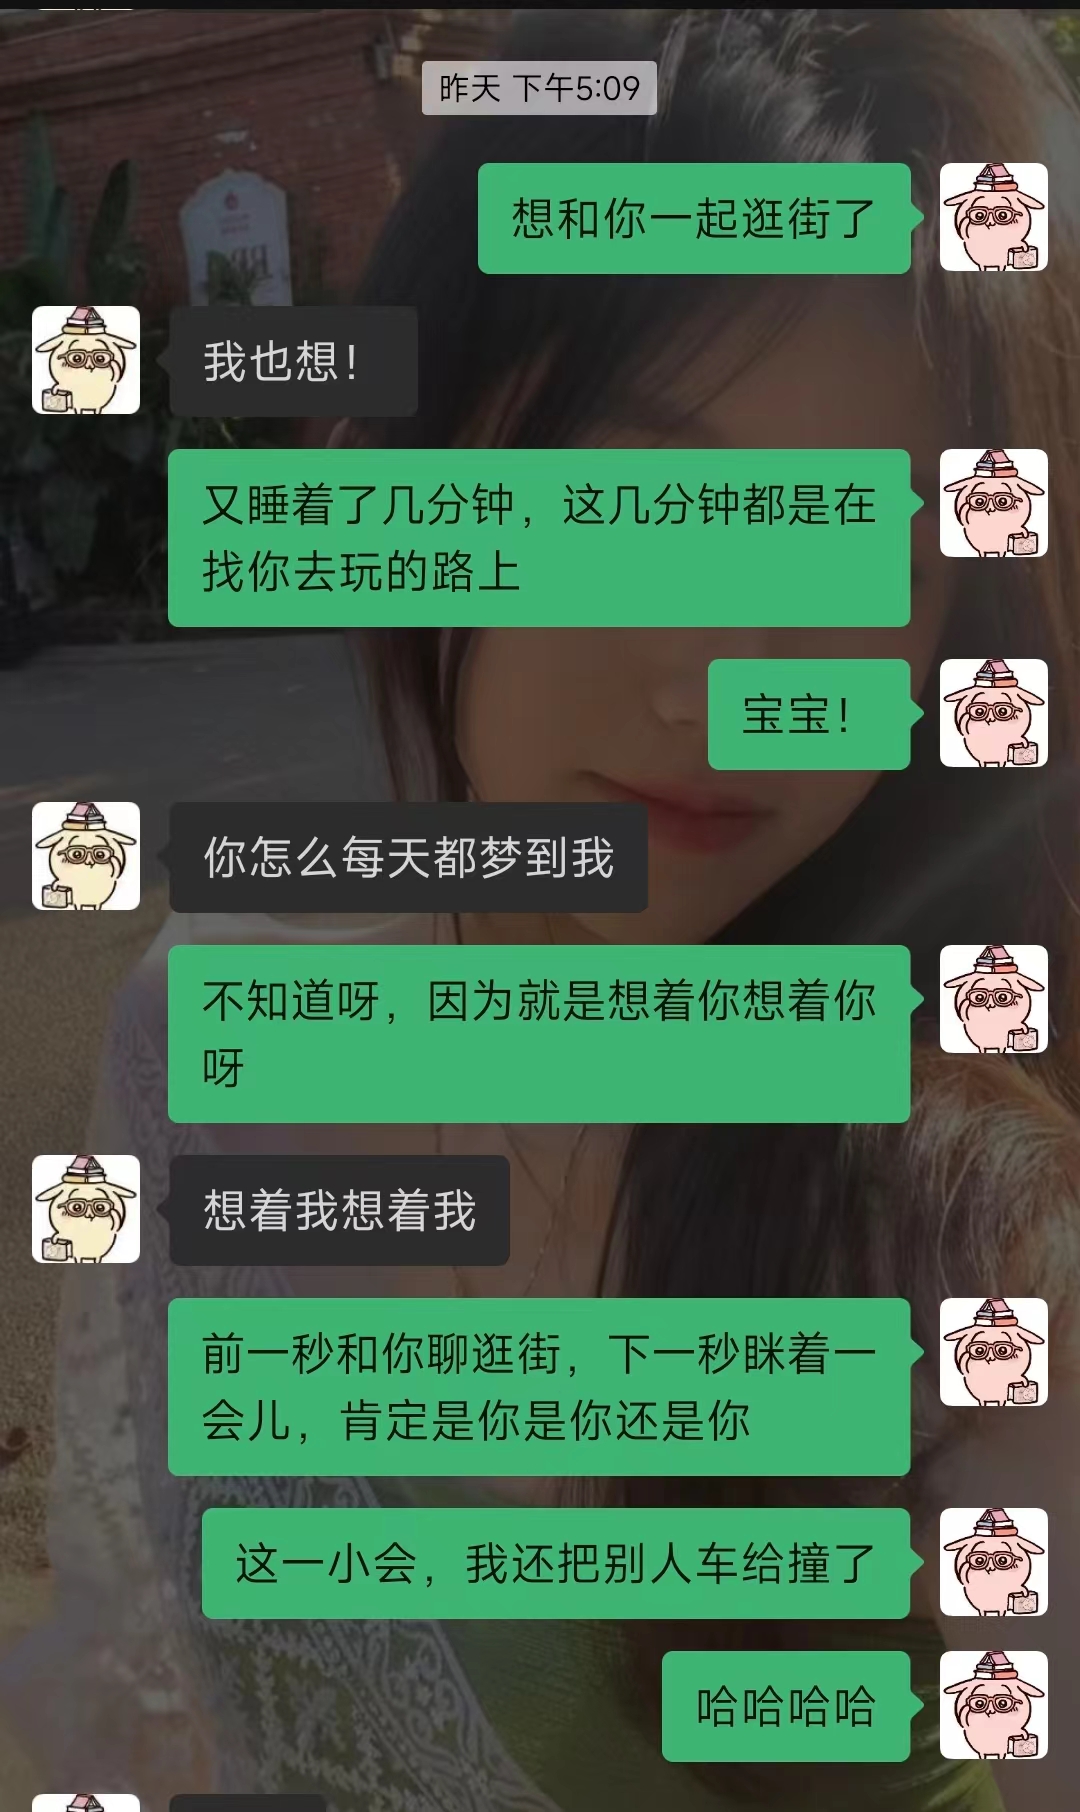 昨天 下午5:09
想和你一起逛街了
我也想！
又睡着了几分钟，这几分钟都是在
找你去玩的路上
宝宝！
你怎么每天都梦到我
不知道呀，因为就是想着你想着你
呀
想着我想着我
前一秒和你聊逛街，下一秒眯着一
会儿，肯定是你是你还是你
这一小会，我还把别人车给撞了
哈哈哈哈